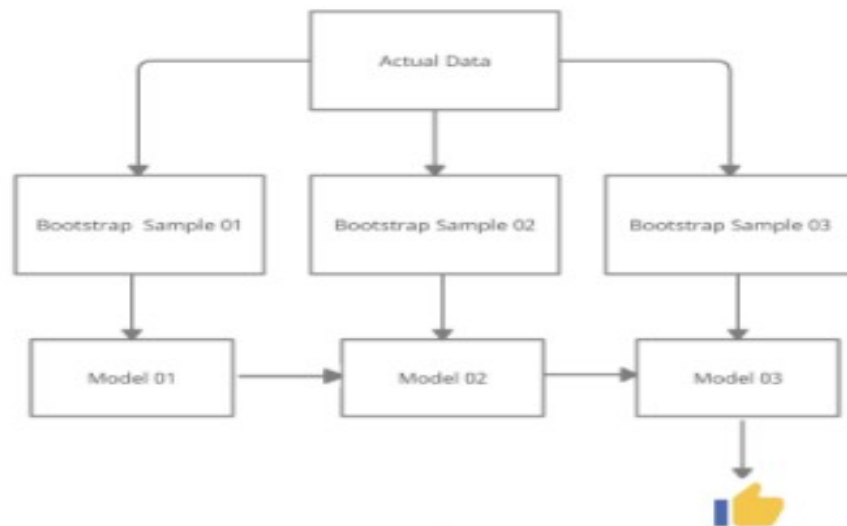 Actual Data
Bootstrap Sample 01
Bootstrap Sample 02
Bootstrap Sample 03
Model 01
Model 02
Model 03